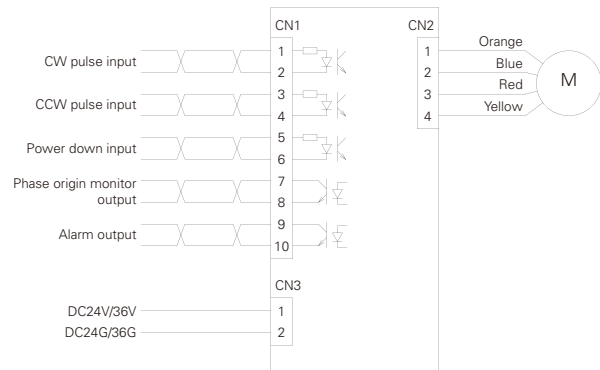 CN1
CN2
CW pulse input
1
2
CCW pulse input
3
4
Power down input
5
6
Phase origin monitor
output
7
8
Alarm output
9
10
1
Orange
2
Blue
3
Red
4
Yellow
M
CN3
DC24V/36V
1
DC24G/36G
2